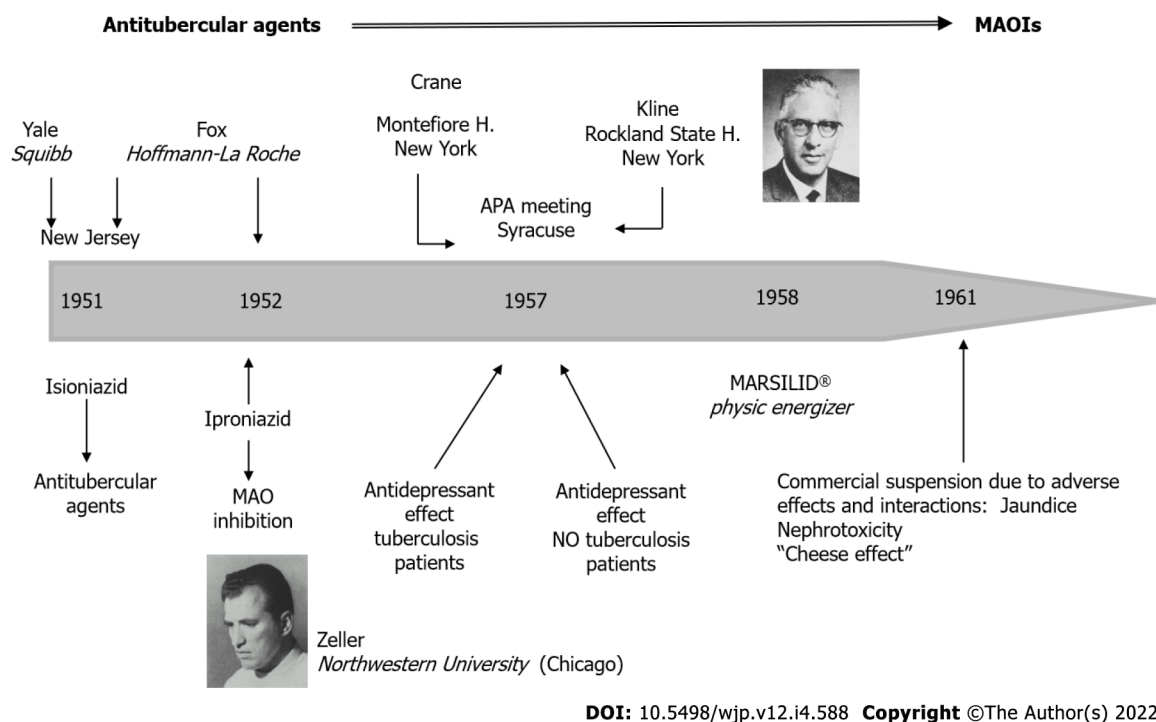 Antitubercular agents
MAOIs
Crane
Montefiore H.
New York
Kline
Rockland State H.
New York
Yale
Squibb
Fox
Hoffmann-La Roche
APA meeting
Syracuse
New Jersey
1951
1952
1957
1958
1961
Isioniazid
Antitubercular
agents
Iproniazid
MAO
inhibition
Antidepressant
effect
tuberculosis
patients
Antidepressant
effect
NO tuberculosis
patients
MARSILID®
physic energizer
Commercial suspension due to adverse
effects and interactions: Jaundice
Nephrotoxicity
“Cheese effect”
Zeller
Northwestern University (Chicago)
DOI: 10.5498/wjp.v12.i4.588 Copyright ©The Author(s) 2022